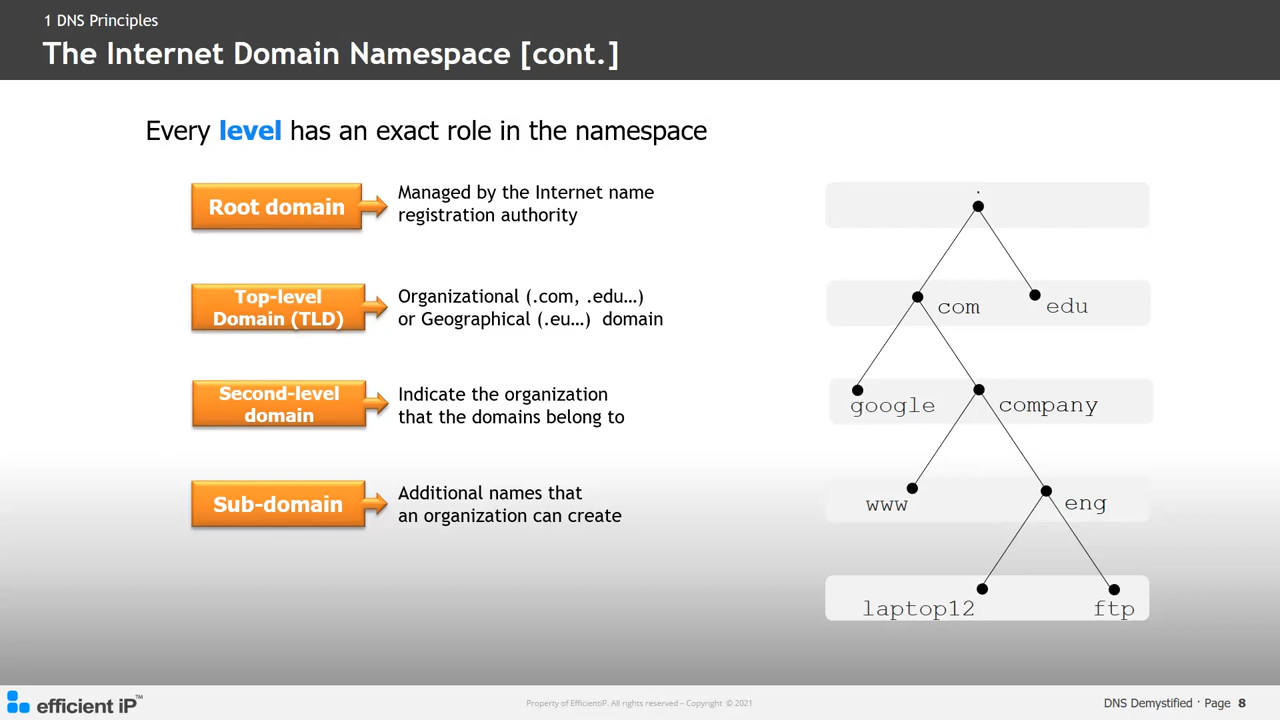 1 DNS Principles
The Internet Domain Namespace [cont.]
Every level has an exact role in the namespace
Root domain
Managed by the Internet name
registration authority
Top-level
Domain (TLD)
Organizational (.com, .edu…)
or Geographical (.eu…) domain
Second-level
domain
Indicate the organization
that the domains belong to
Sub-domain
Additional names that
an organization can create
.
com
edu
google
company
www
eng
laptop12
ftp
efficient iP™
Property of EfficientiP. All rights reserved – Copyright © 2021
DNS Demystified · Page 8